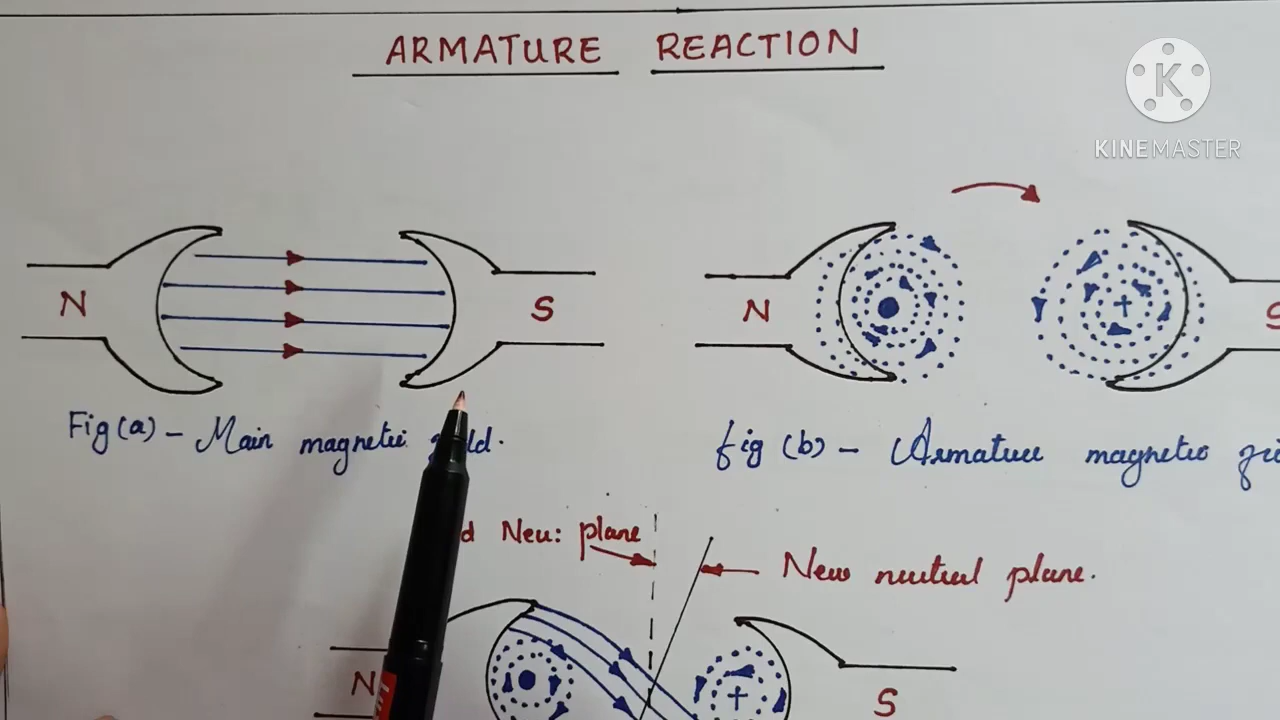 ARMATURE REACTION
K
KINEMASTER
N
S
N
S
Fig (a) - Main magnetic
fig (b) - Armature magnetic
Neu: plane
New neutral plane.
N
S